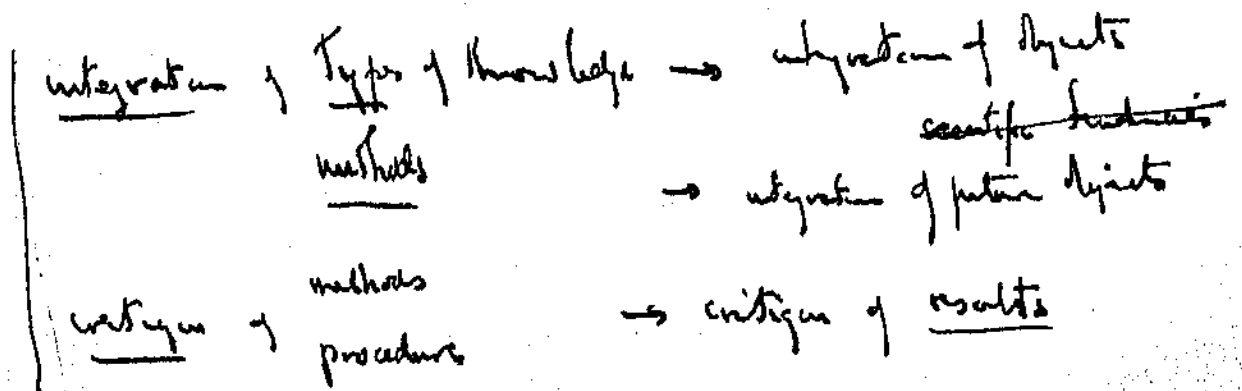 integration of Types of Knowledge → integration of objects
scientific
methods → integration of future objects
methods
critique of → critique of results
procedures